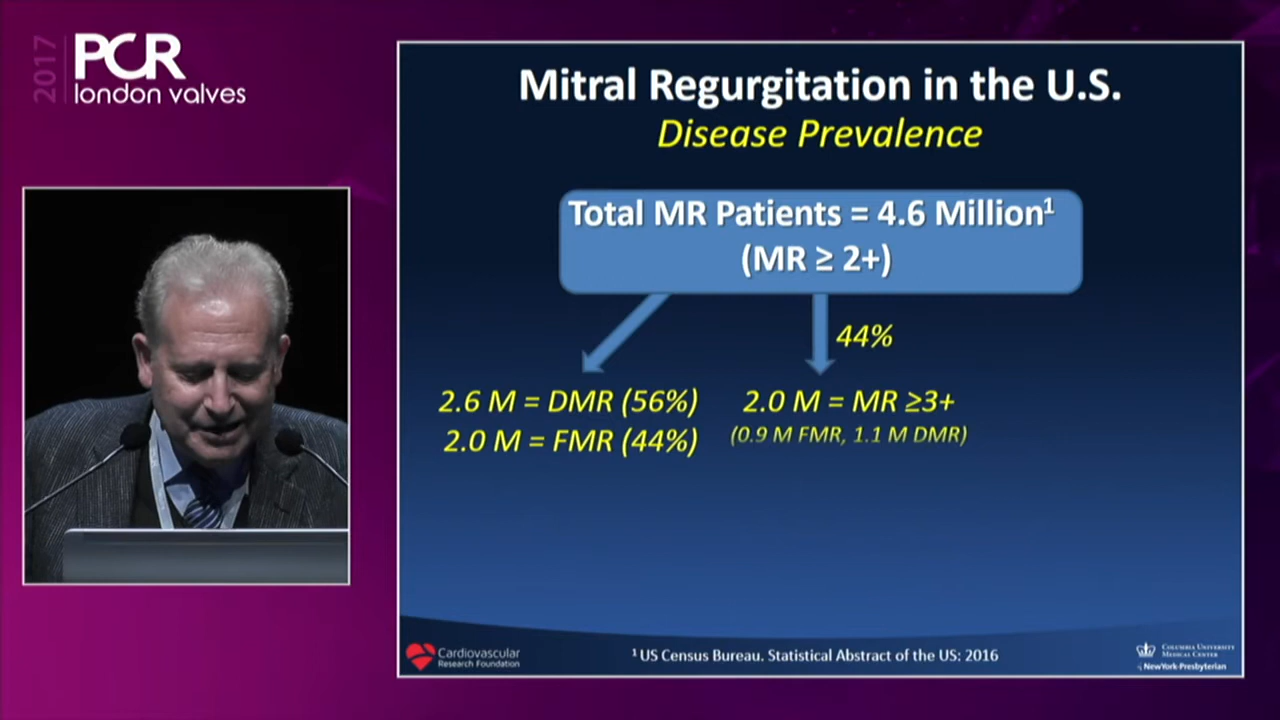 2017
PCR
london valves
Mitral Regurgitation in the U.S.
Disease Prevalence
Total MR Patients = 4.6 Million¹
(MR ≥ 2+)
44%
2.6 M = DMR (56%)
2.0 M = FMR (44%)
2.0 M = MR ≥3+
(0.9 M FMR, 1.1 M DMR)
Cardiovascular
Research Foundation
¹ US Census Bureau. Statistical Abstract of the US: 2016
COLUMBIA UNIVERSITY
MEDICAL CENTER
NewYork-Presbyterian